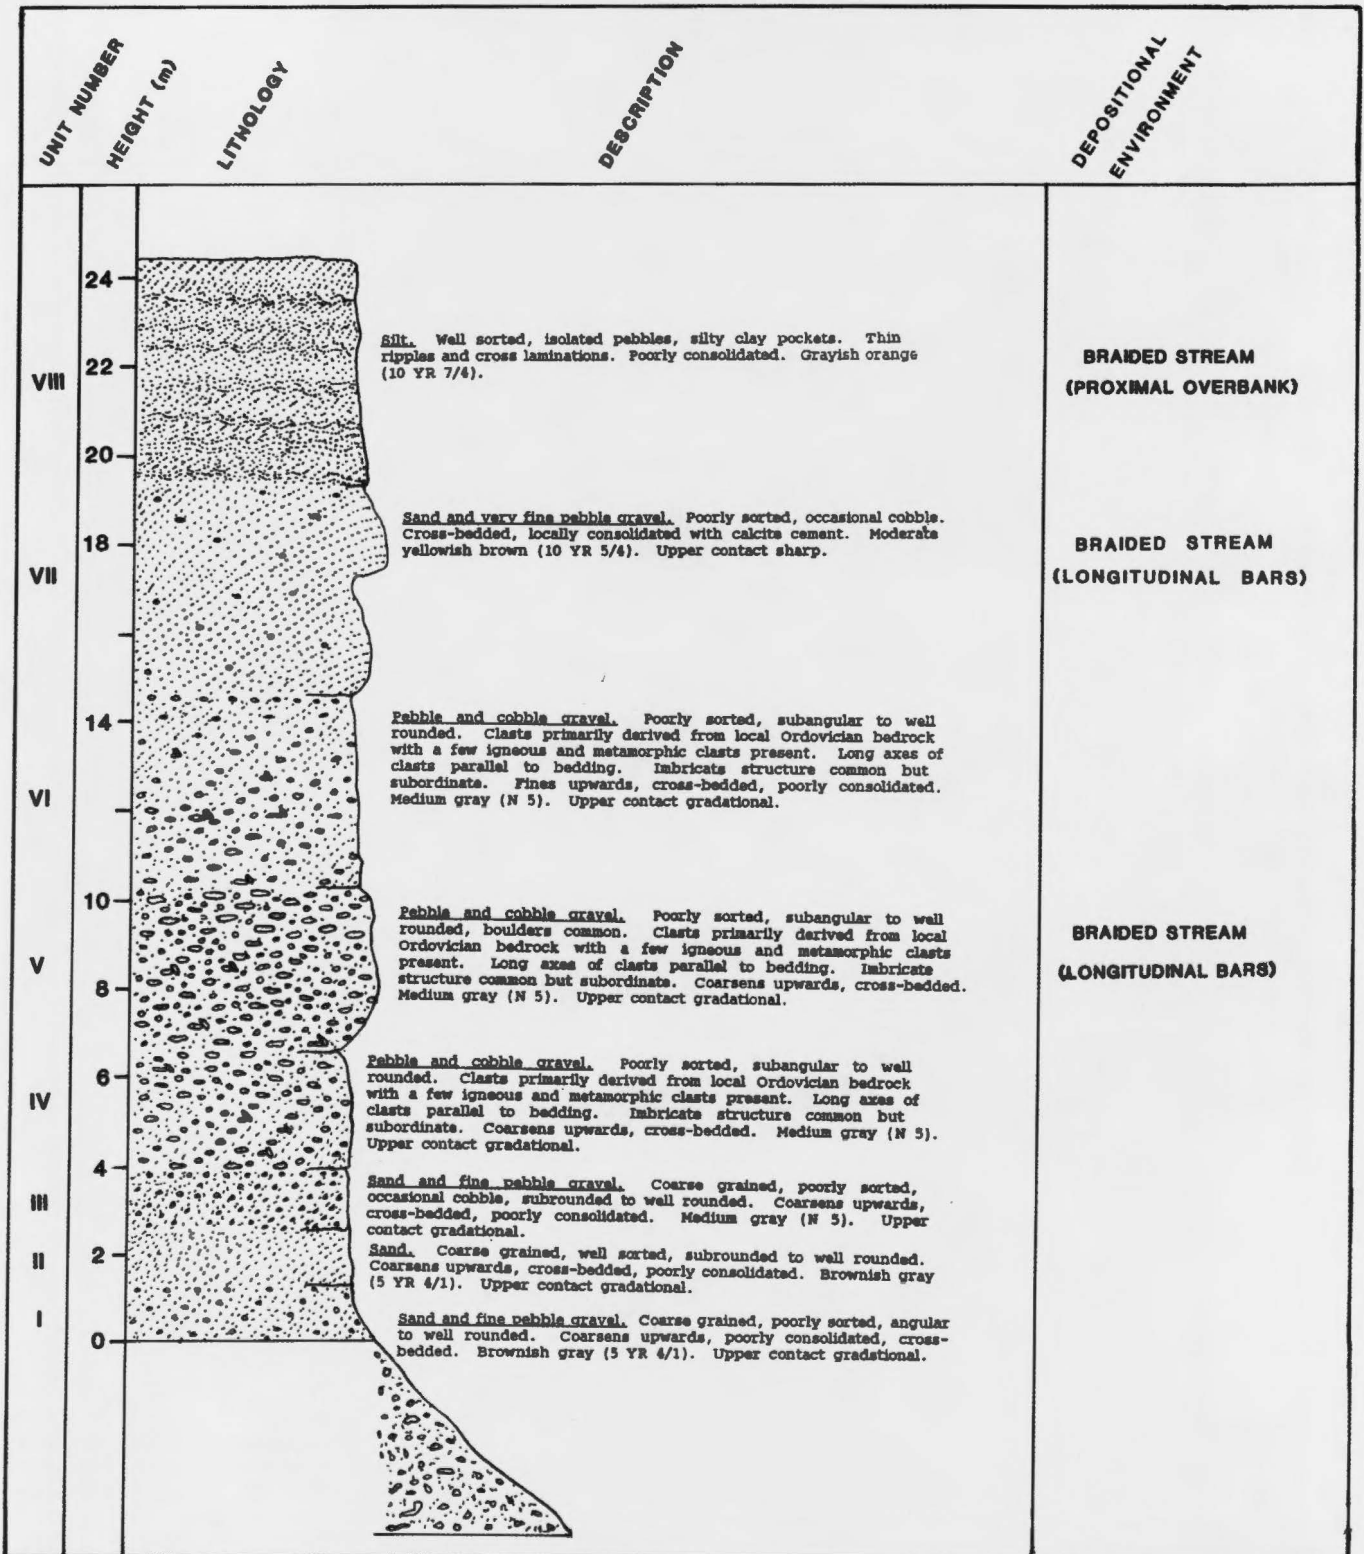 UNIT NUMBER
HEIGHT (m)
LITHOLOGY
DESCRIPTION
DEPOSITIONAL
ENVIRONMENT
24
22
20
18
14
10
8
6
4
2
0
VIII
Silt. Well sorted, isolated pebbles, silty clay pockets. Thin
ripples and cross laminations. Poorly consolidated. Grayish orange
(10 YR 7/4).
BRAIDED STREAM
(PROXIMAL OVERBANK)
VII
Sand and very fine pebble gravel. Poorly sorted, occasional cobble.
Cross-bedded, locally consolidated with calcite cement. Moderate
yellowish brown (10 YR 5/4). Upper contact sharp.
BRAIDED STREAM
(LONGITUDINAL BARS)
VI
Pebble and cobble gravel. Poorly sorted, subangular to well
rounded. Clasts primarily derived from local Ordovician bedrock
with a few igneous and metamorphic clasts present. Long axes of
clasts parallel to bedding. Imbricate structure common but
subordinate. Fines upwards, cross-bedded, poorly consolidated.
Medium gray (N 5). Upper contact gradational.
V
Pebble and cobble gravel. Poorly sorted, subangular to well
rounded, boulders common. Clasts primarily derived from local
Ordovician bedrock with a few igneous and metamorphic clasts
present. Long axes of clasts parallel to bedding. Imbricate
structure common but subordinate. Coarsens upwards, cross-bedded.
Medium gray (N 5). Upper contact gradational.
BRAIDED STREAM
(LONGITUDINAL BARS)
IV
Pebble and cobble gravel. Poorly sorted, subangular to well
rounded. Clasts primarily derived from local Ordovician bedrock
with a few igneous and metamorphic clasts present. Long axes of
clasts parallel to bedding. Imbricate structure common but
subordinate. Coarsens upwards, cross-bedded. Medium gray (N 5).
Upper contact gradational.
III
Sand and fine pebble gravel. Coarse grained, poorly sorted,
occasional cobble, subrounded to well rounded. Coarsens upwards,
cross-bedded, poorly consolidated. Medium gray (N 5). Upper
contact gradational.
II
Sand. Coarse grained, well sorted, subrounded to well rounded.
Coarsens upwards, cross-bedded, poorly consolidated. Brownish gray
(5 YR 4/1). Upper contact gradational.
I
Sand and fine pebble gravel. Coarse grained, poorly sorted, angular
to well rounded. Coarsens upwards, poorly consolidated, cross-
bedded. Brownish gray (5 YR 4/1). Upper contact gradational.